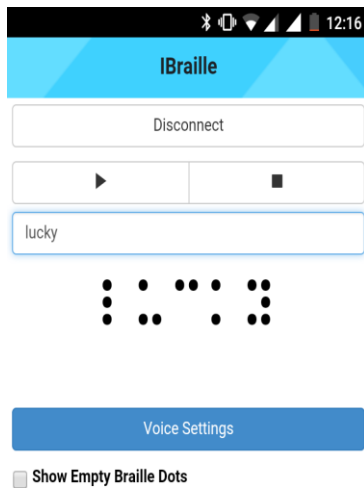 12:16
IBraille
Disconnect
lucky
⠇⠥⠉⠅⠽
Voice Settings
Show Empty Braille Dots